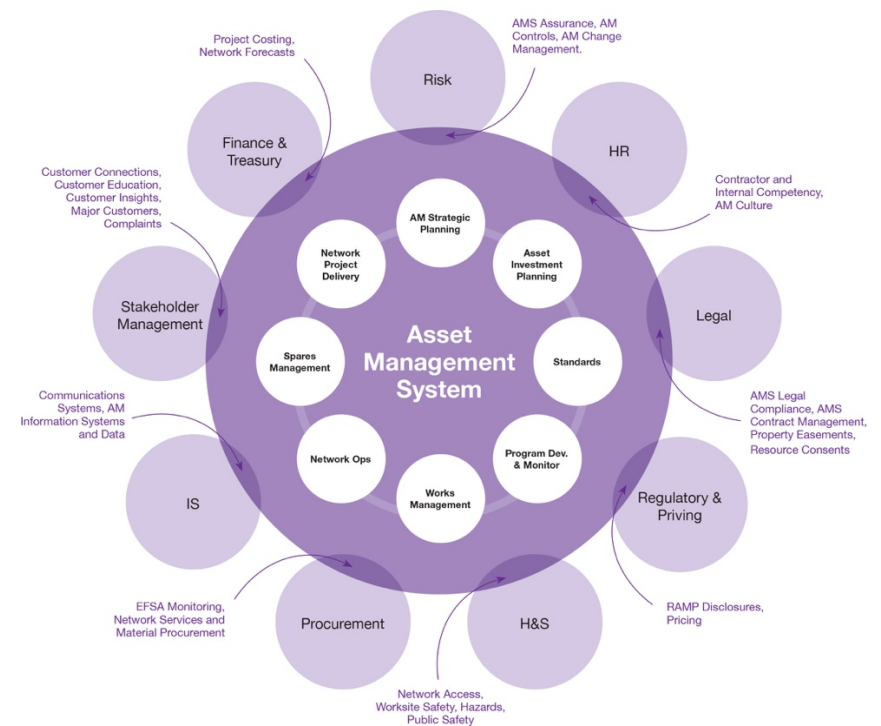 Project Costing,
Network Forecasts
AMS Assurance, AM
Controls, AM Change
Management.
Risk
Finance &
Treasury
HR
Customer Connections,
Customer Education,
Customer Insights,
Major Customers,
Complaints
Contractor and
Internal Competency,
AM Culture
AM Strategic
Planning
Network
Project
Delivery
Asset
Investment
Planning
Stakeholder
Management
Legal
Spares
Management
Asset
Management
System
Standards
Communications
Systems, AM
Information Systems
and Data
AMS Legal
Compliance, AMS
Contract Management,
Property Easements,
Resource Consents
Network Ops
Program Dev.
& Monitor
Works
Management
IS
Regulatory &
Priving
EFSA Monitoring,
Network Services and
Material Procurement
Procurement
H&S
RAMP Disclosures,
Pricing
Network Access,
Worksite Safety, Hazards,
Public Safety